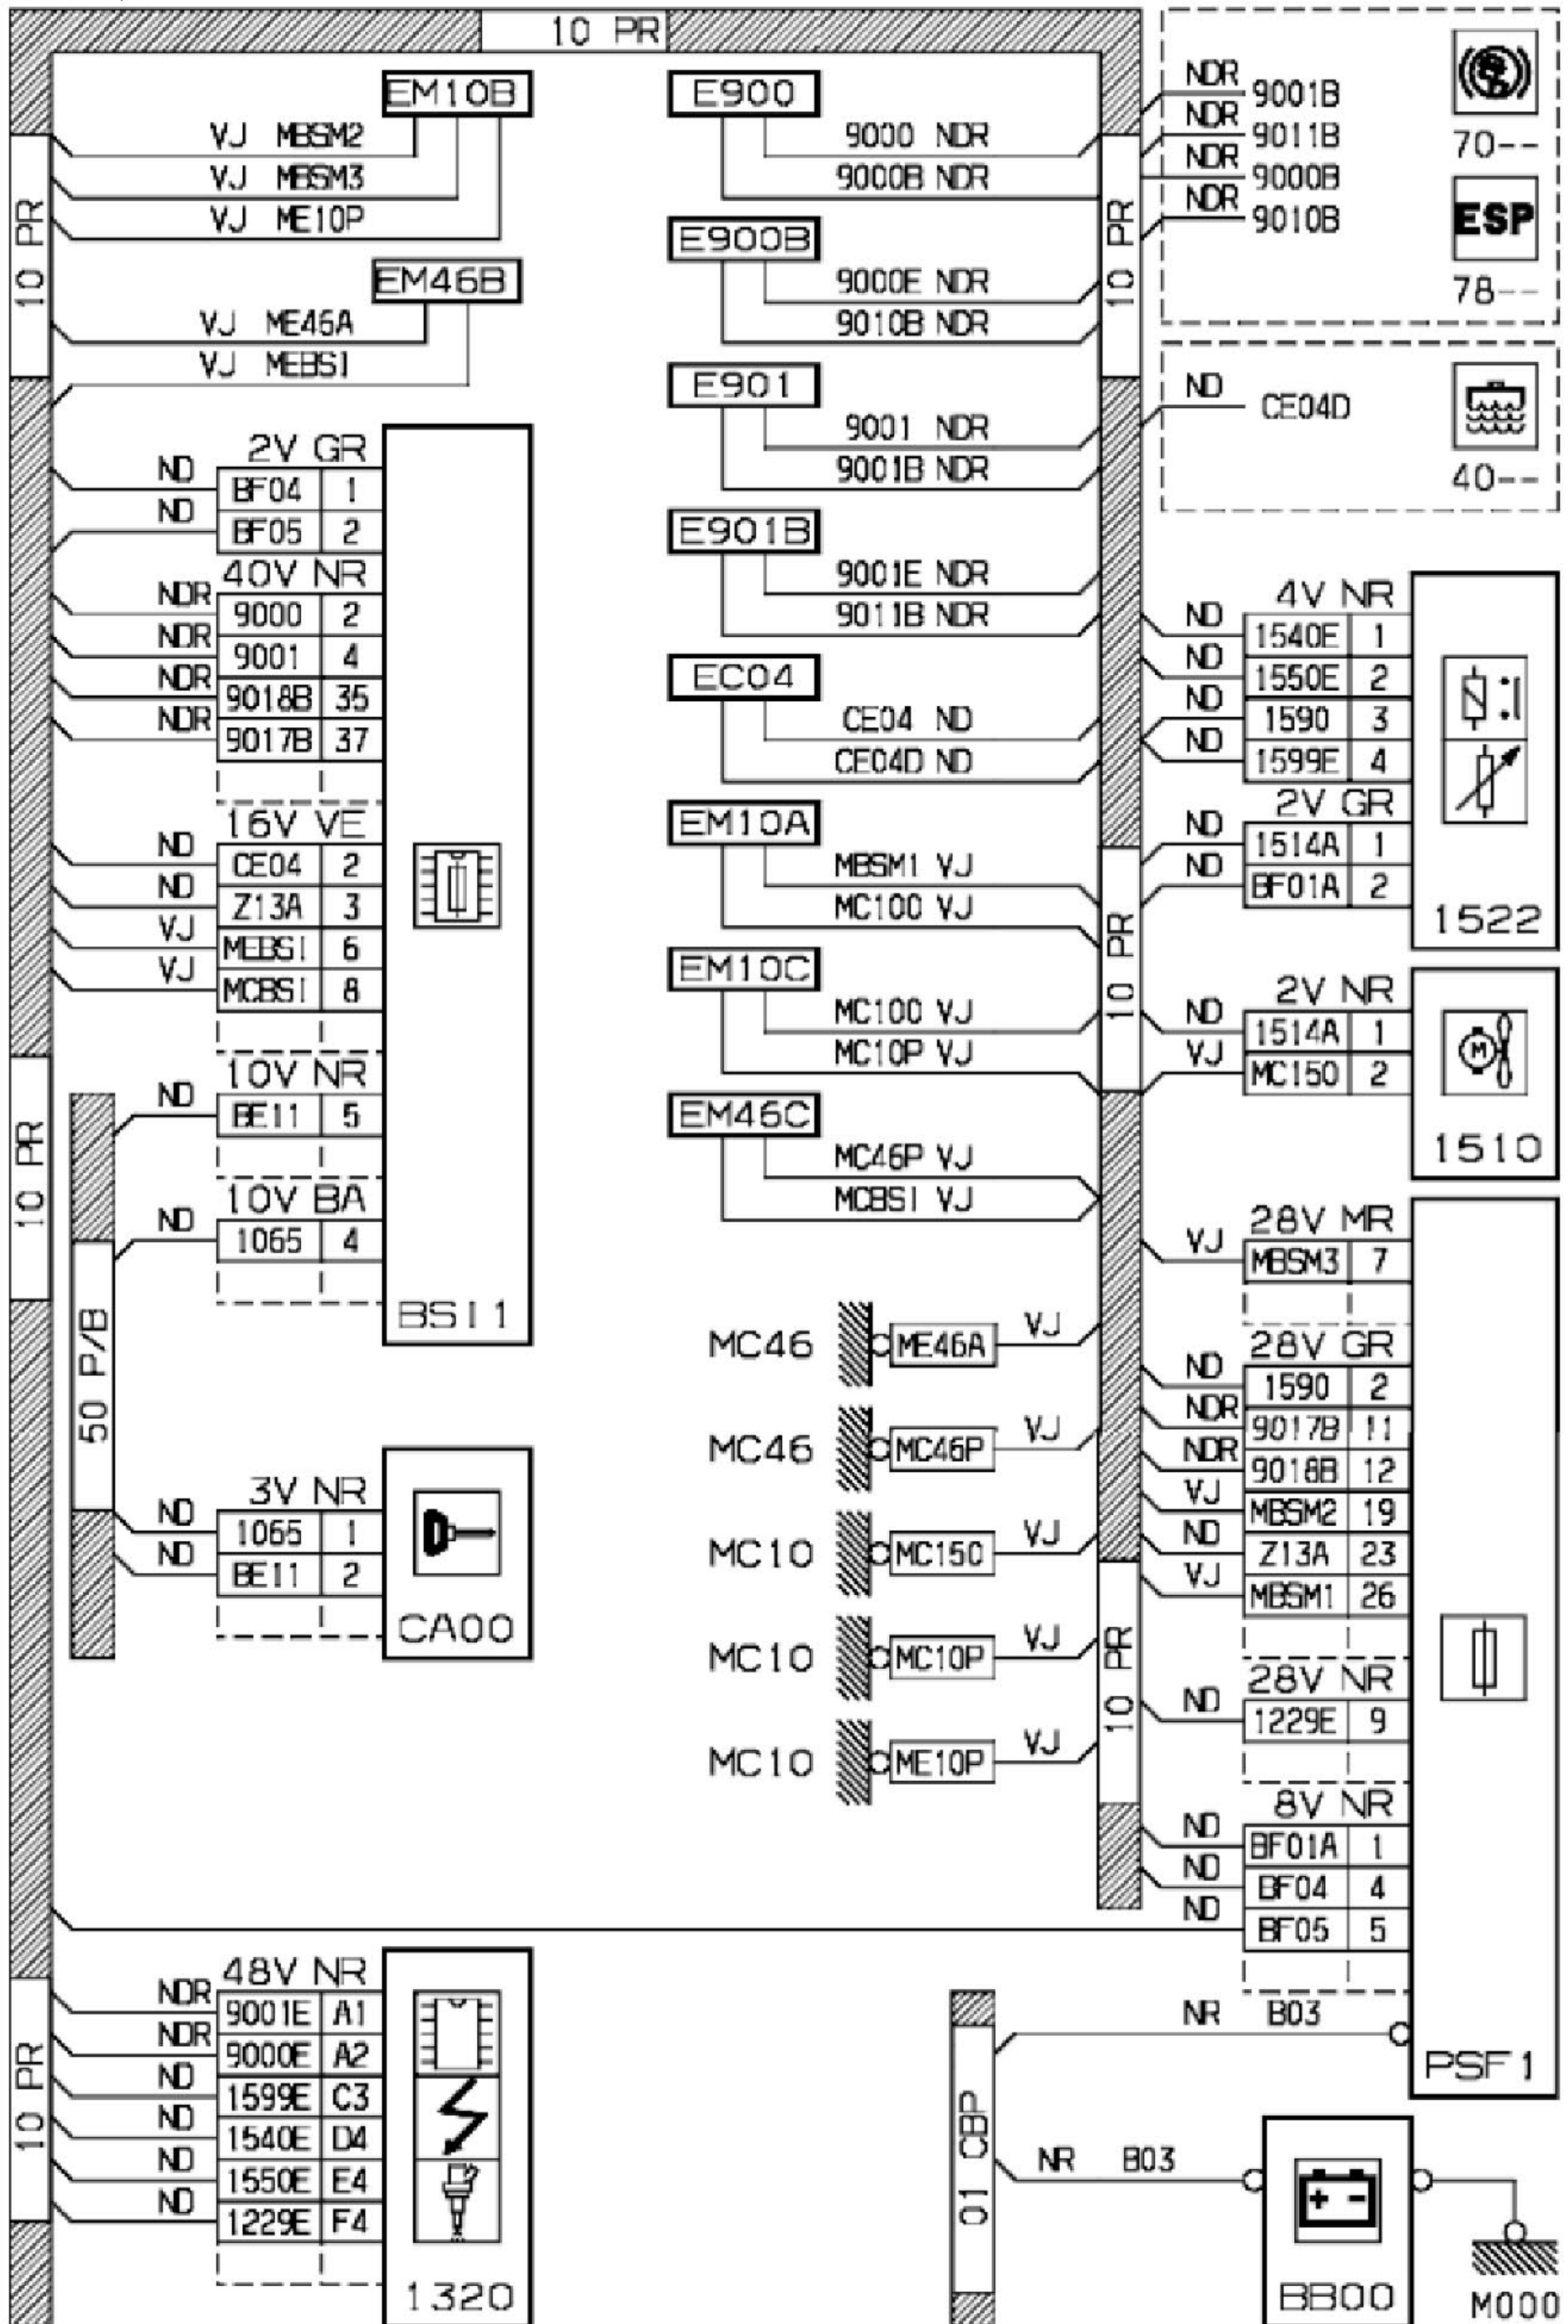 10 PR
EM10B
VJ MBSM2
VJ MBSM3
VJ ME10P
10 PR
EM46B
VJ ME46A
VJ MEBSI
2V GR
ND BF04 1
ND BF05 2
40V NR
NDR 9000 2
NDR 9001 4
NDR 9018B 35
NDR 9017B 37
16V VE
ND CE04 2
ND Z13A 3
VJ MEBSI 6
VJ MCBSI 8
10V NR
ND BE11 5
10 PR
10V BA
ND 1065 4
BSI1
50 P/B
3V NR
ND 1065 1
ND BE11 2
CA00
48V NR
NDR 9001E A1
NDR 9000E A2
ND 1599E C3
ND 1540E D4
ND 1550E E4
ND 1229E F4
10 PR
1320
E900
9000 NDR
9000B NDR
E900B
9000E NDR
9010B NDR
10 PR
E901
9001 NDR
9001B NDR
E901B
9001E NDR
9011B NDR
EC04
CE04 ND
CE04D ND
EM10A
MBSM1 VJ
MC100 VJ
10 PR
EM10C
MC100 VJ
MC10P VJ
EM46C
MC46P VJ
MCBSI VJ
MC46 ME46A VJ
MC46 MC46P VJ
MC10 MC150 VJ
MC10 MC10P VJ
MC10 ME10P VJ
10 PR
NDR 9001B
NDR 9011B
NDR 9000B
NDR 9010B
70--
ESP
78--
ND CE04D
40--
4V NR
ND 1540E 1
ND 1550E 2
ND 1590 3
ND 1599E 4
2V GR
ND 1514A 1
ND BF01A 2
1522
2V NR
ND 1514A 1
VJ MC150 2
M
1510
28V MR
VJ MBSM3 7
28V GR
ND 1590 2
NDR 9017B 11
NDR 9018B 12
VJ MBSM2 19
ND Z13A 23
VJ MBSM1 26
28V NR
ND 1229E 9
8V NR
ND BF01A 1
ND BF04 4
ND BF05 5
NR B03
PSF1
01 CBP
NR B03
+ -
BB00
M000